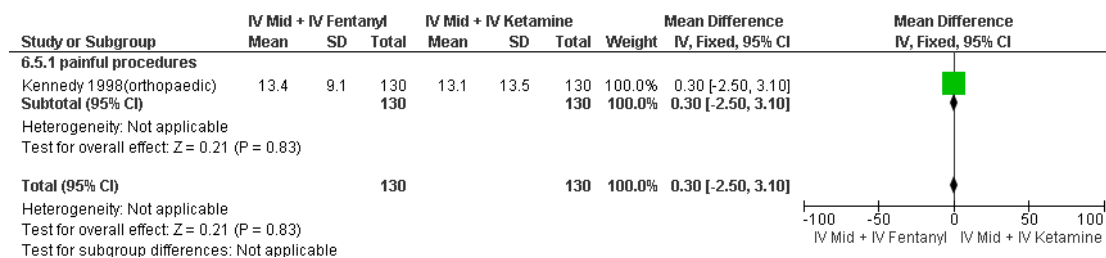 IV Mid + IV Fentanyl IV Mid + IV Ketamine Mean Difference Mean Difference
Study or Subgroup Mean SD Total Mean SD Total Weight IV, Fixed, 95% CI IV, Fixed, 95% CI
6.5.1 painful procedures
Kennedy 1998(orthopaedic) 13.4 9.1 130 13.1 13.5 130 100.0% 0.30 [-2.50, 3.10]
Subtotal (95% CI) 130 130 100.0% 0.30 [-2.50, 3.10]
Heterogeneity: Not applicable
Test for overall effect: Z = 0.21 (P = 0.83)
Total (95% CI) 130 130 100.0% 0.30 [-2.50, 3.10]
Heterogeneity: Not applicable
Test for overall effect: Z = 0.21 (P = 0.83)
Test for subgroup differences: Not applicable
-100 -50 0 50 100
IV Mid + IV Fentanyl IV Mid + IV Ketamine